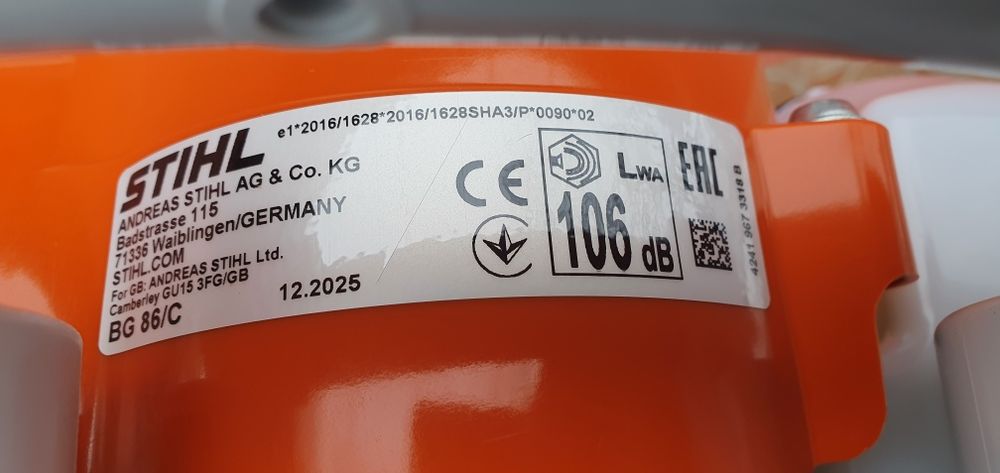 e1*2016/1628*2016/1628SHA3/P*0090*02
STIHL
ANDREAS STIHL AG & Co. KG
Badstrasse 115
71336 Waiblingen/GERMANY
STIHL.COM
For GB: ANDREAS STIHL Ltd.
Camberley GU15 3FG/GB
BG 86/C
12.2025
CE
LWA
106 dB
EAC
4241 967 3318 B